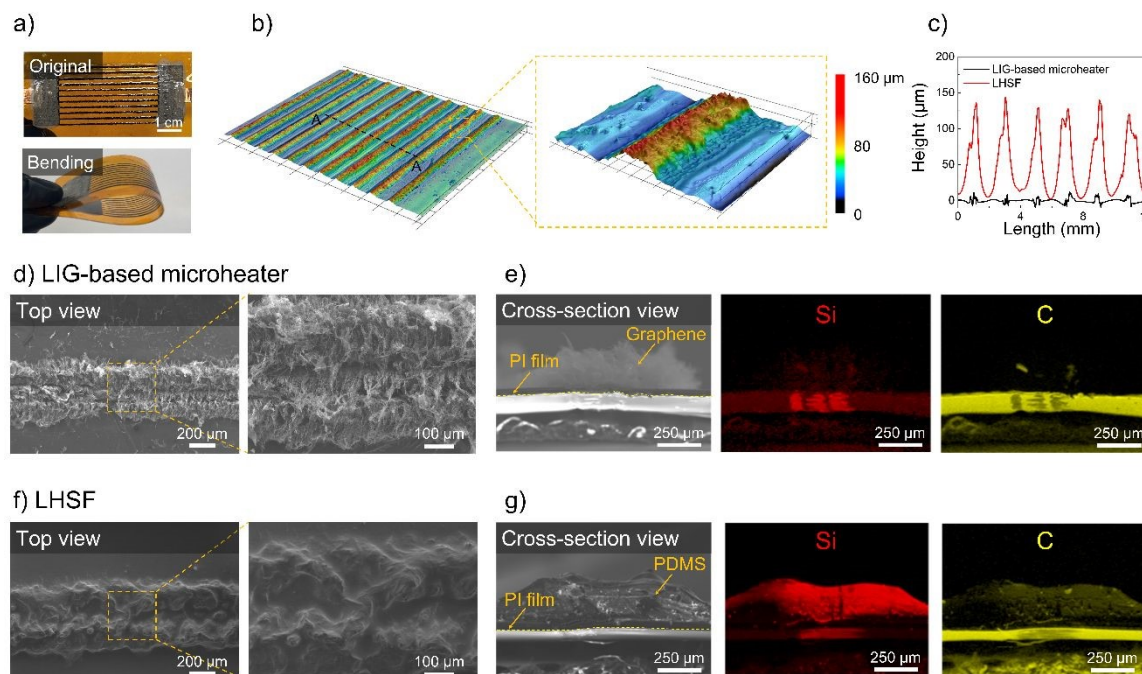 a)
Original
1 cm
Bending
b)
A
A'
160 μm
80
0
c)
200
150
100
50
0
LIG-based microheater
LHSF
Height (μm)
0
4
8
Length (mm)
d) LIG-based microheater
Top view
200 μm
100 μm
e)
Cross-section view
Graphene
PI film
250 μm
Si
250 μm
C
250 μm
f) LHSF
Top view
200 μm
100 μm
g)
Cross-section view
PDMS
PI film
250 μm
Si
250 μm
C
250 μm